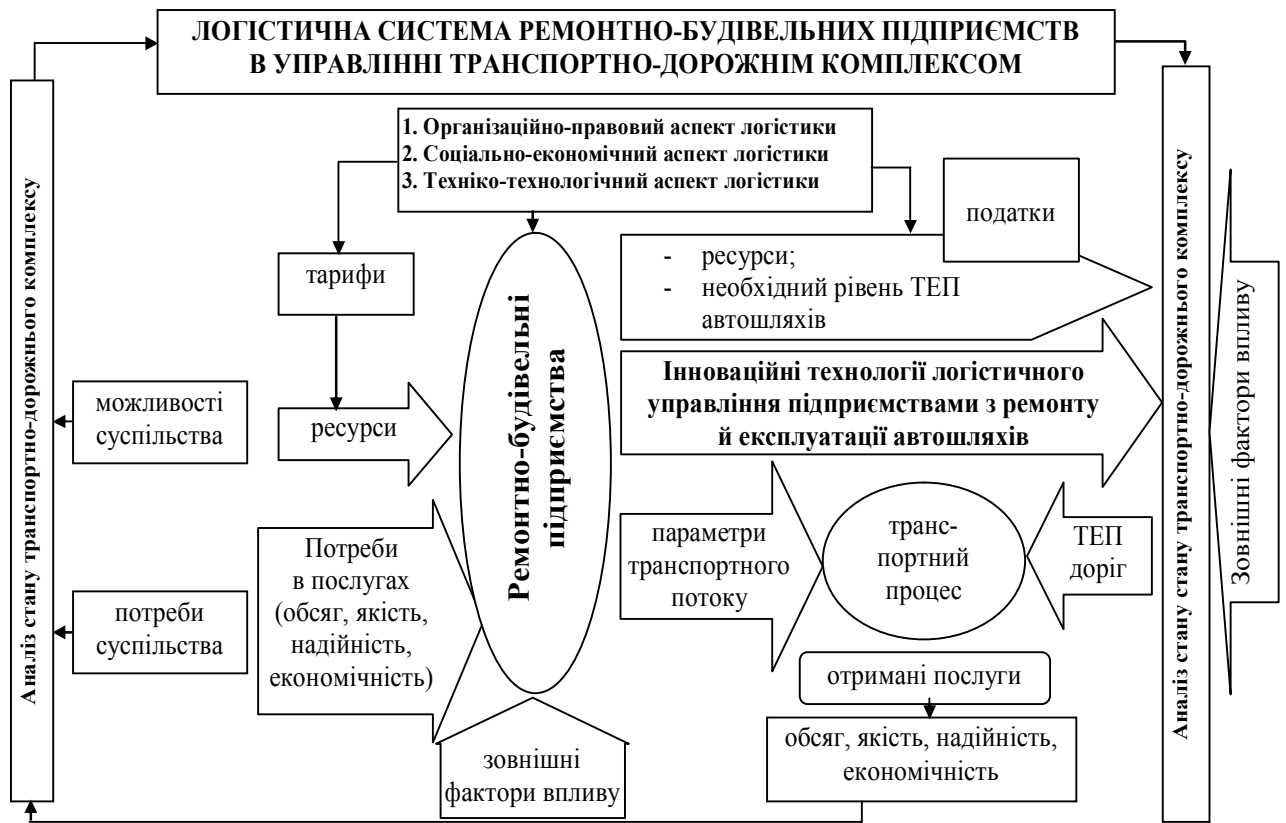 ЛОГІСТИЧНА СИСТЕМА РЕМОНТНО-БУДІВЕЛЬНИХ ПІДПРИЄМСТВ
В УПРАВЛІННІ ТРАНСПОРТНО-ДОРОЖНІМ КОМПЛЕКСОМ
Аналіз стану транспортно-дорожнього комплексу
1. Організаційно-правовий аспект логістики
2. Соціально-економічний аспект логістики
3. Техніко-технологічний аспект логістики
тарифи
ресурси
можливості
суспільства
потреби
суспільства
Потреби
в послугах
(обсяг, якість,
надійність,
економічність)
Ремонтно-будівельні
підприємства
зовнішні
фактори впливу
податки
- ресурси;
- необхідний рівень ТЕП
автошляхів
Інноваційні технології логістичного
управління підприємствами з ремонту
й експлуатації автошляхів
параметри
транспортного
потоку
транс-
портний
процес
ТЕП
доріг
отримані послуги
обсяг, якість, надійність,
економічність
Аналіз стану стану транспортно-дорожнього комплексу
Зовнішні фактори впливу